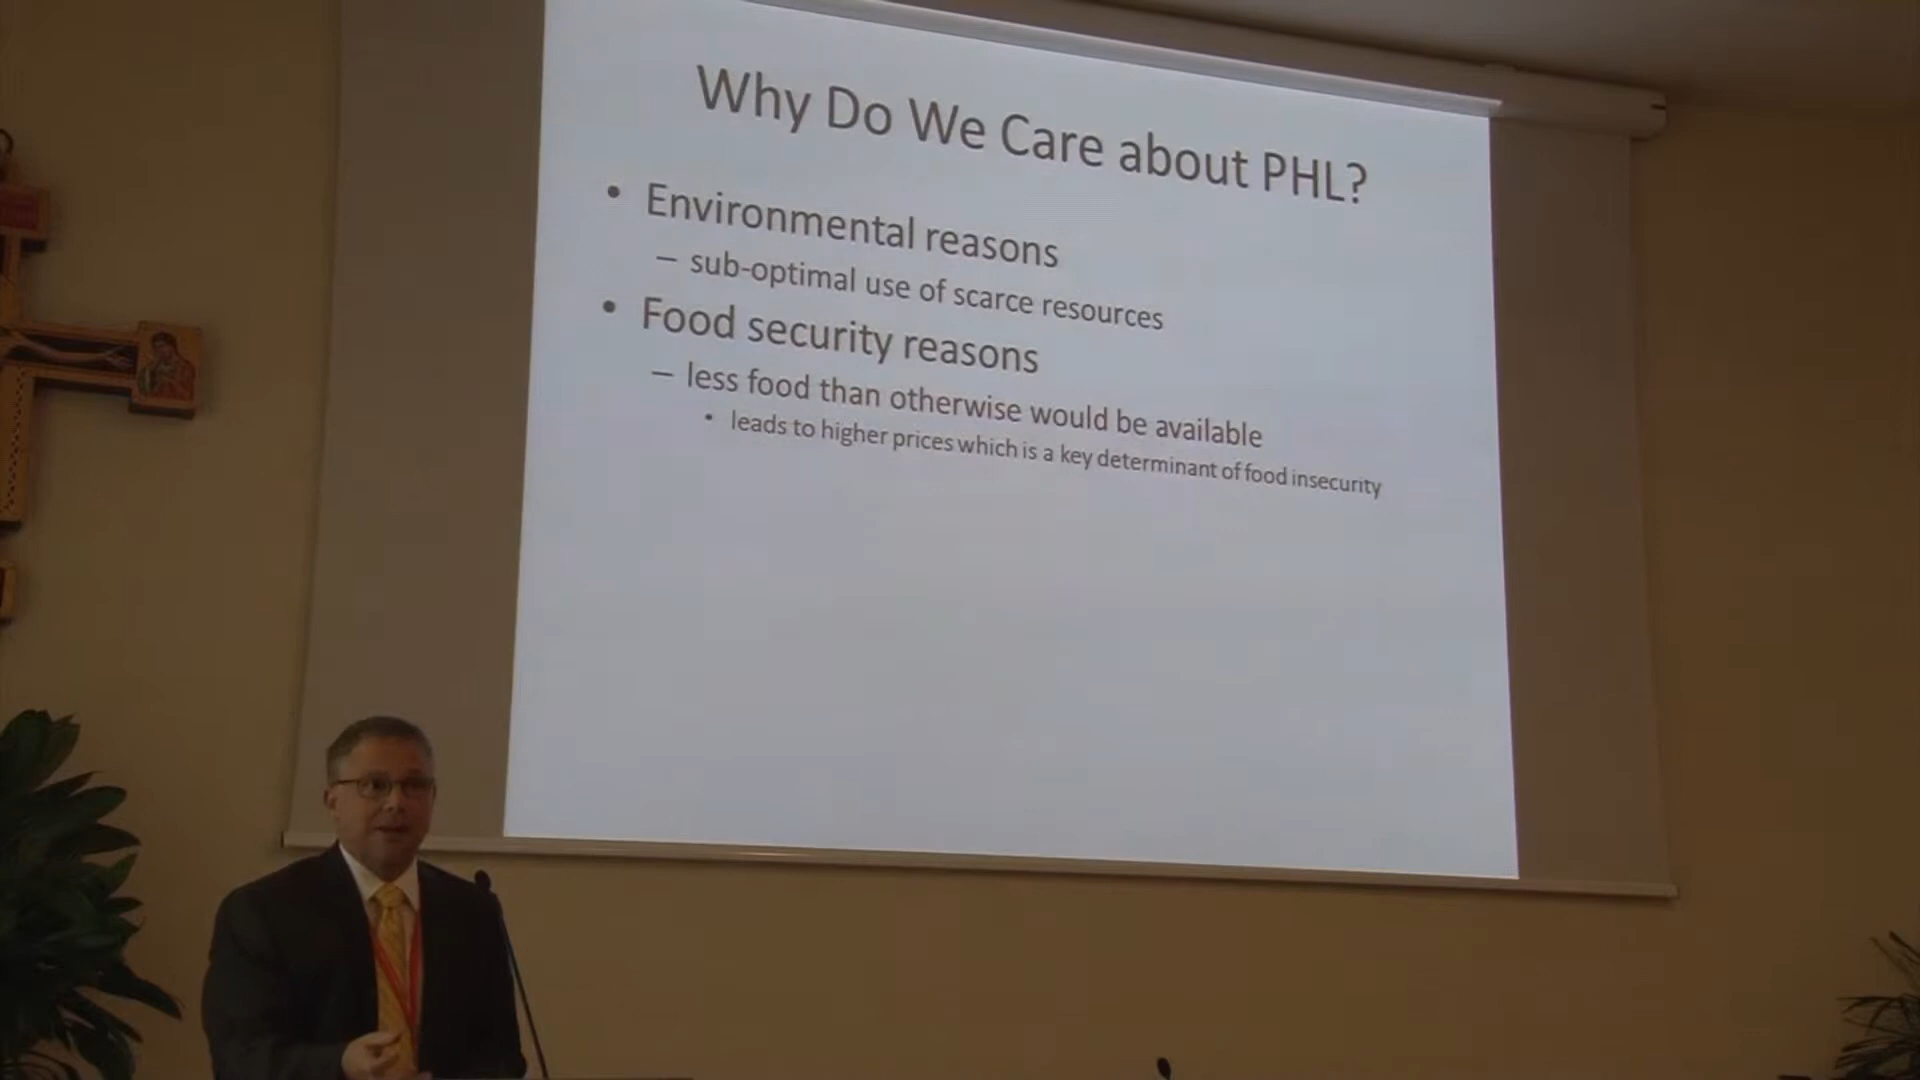 Why Do We Care about PHL?
• Environmental reasons
– sub-optimal use of scarce resources
• Food security reasons
– less food than otherwise would be available
• leads to higher prices which is a key determinant of food insecurity